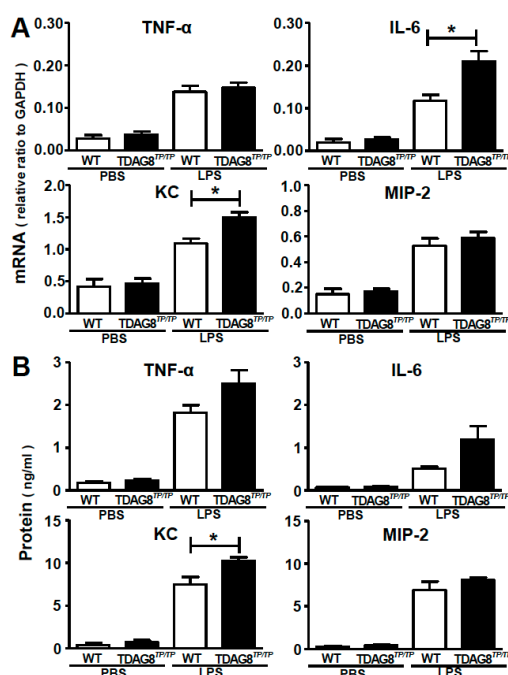 A
TNF-α
IL-6
mRNA ( relative ratio to GAPDH)
0.30
0.20
0.10
0.00
WT TDAG8TP/TP WT TDAG8TP/TP
PBS LPS
*
0.30
0.20
0.10
0.00
WT TDAG8TP/TP WT TDAG8TP/TP
PBS LPS
KC
MIP-2
*
2.0
1.5
1.0
0.5
0.0
WT TDAG8TP/TP WT TDAG8TP/TP
PBS LPS
1.0
0.8
0.6
0.4
0.2
0.0
WT TDAG8TP/TP WT TDAG8TP/TP
PBS LPS
B
TNF-α
IL-6
Protein ( ng/ml )
3
2
1
0
WT TDAG8TP/TP WT TDAG8TP/TP
PBS LPS
3
2
1
0
WT TDAG8TP/TP WT TDAG8TP/TP
PBS LPS
KC
MIP-2
*
15
10
5
0
WT TDAG8TP/TP WT TDAG8TP/TP
PBS LPS
15
10
5
0
WT TDAG8TP/TP WT TDAG8TP/TP
PBS LPS